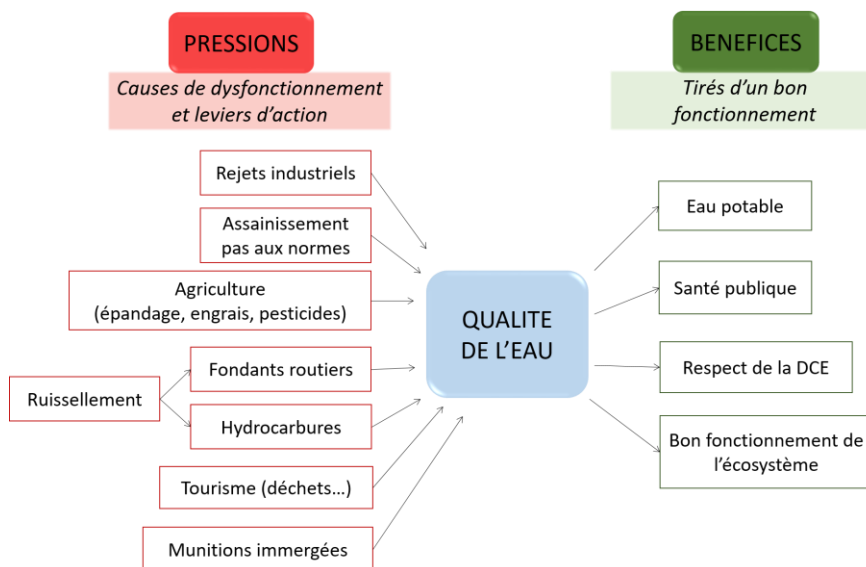 PRESSIONS
Causes de dysfonctionnement
et leviers d'action
BENEFICES
Tirés d'un bon
fonctionnement
Rejets industriels
Assainissement
pas aux normes
Agriculture
(épandage, engrais, pesticides)
Ruissellement
Fondants routiers
Hydrocarbures
Tourisme (déchets…)
Munitions immergées
QUALITE
DE L'EAU
Eau potable
Santé publique
Respect de la DCE
Bon fonctionnement de
l'écosystème